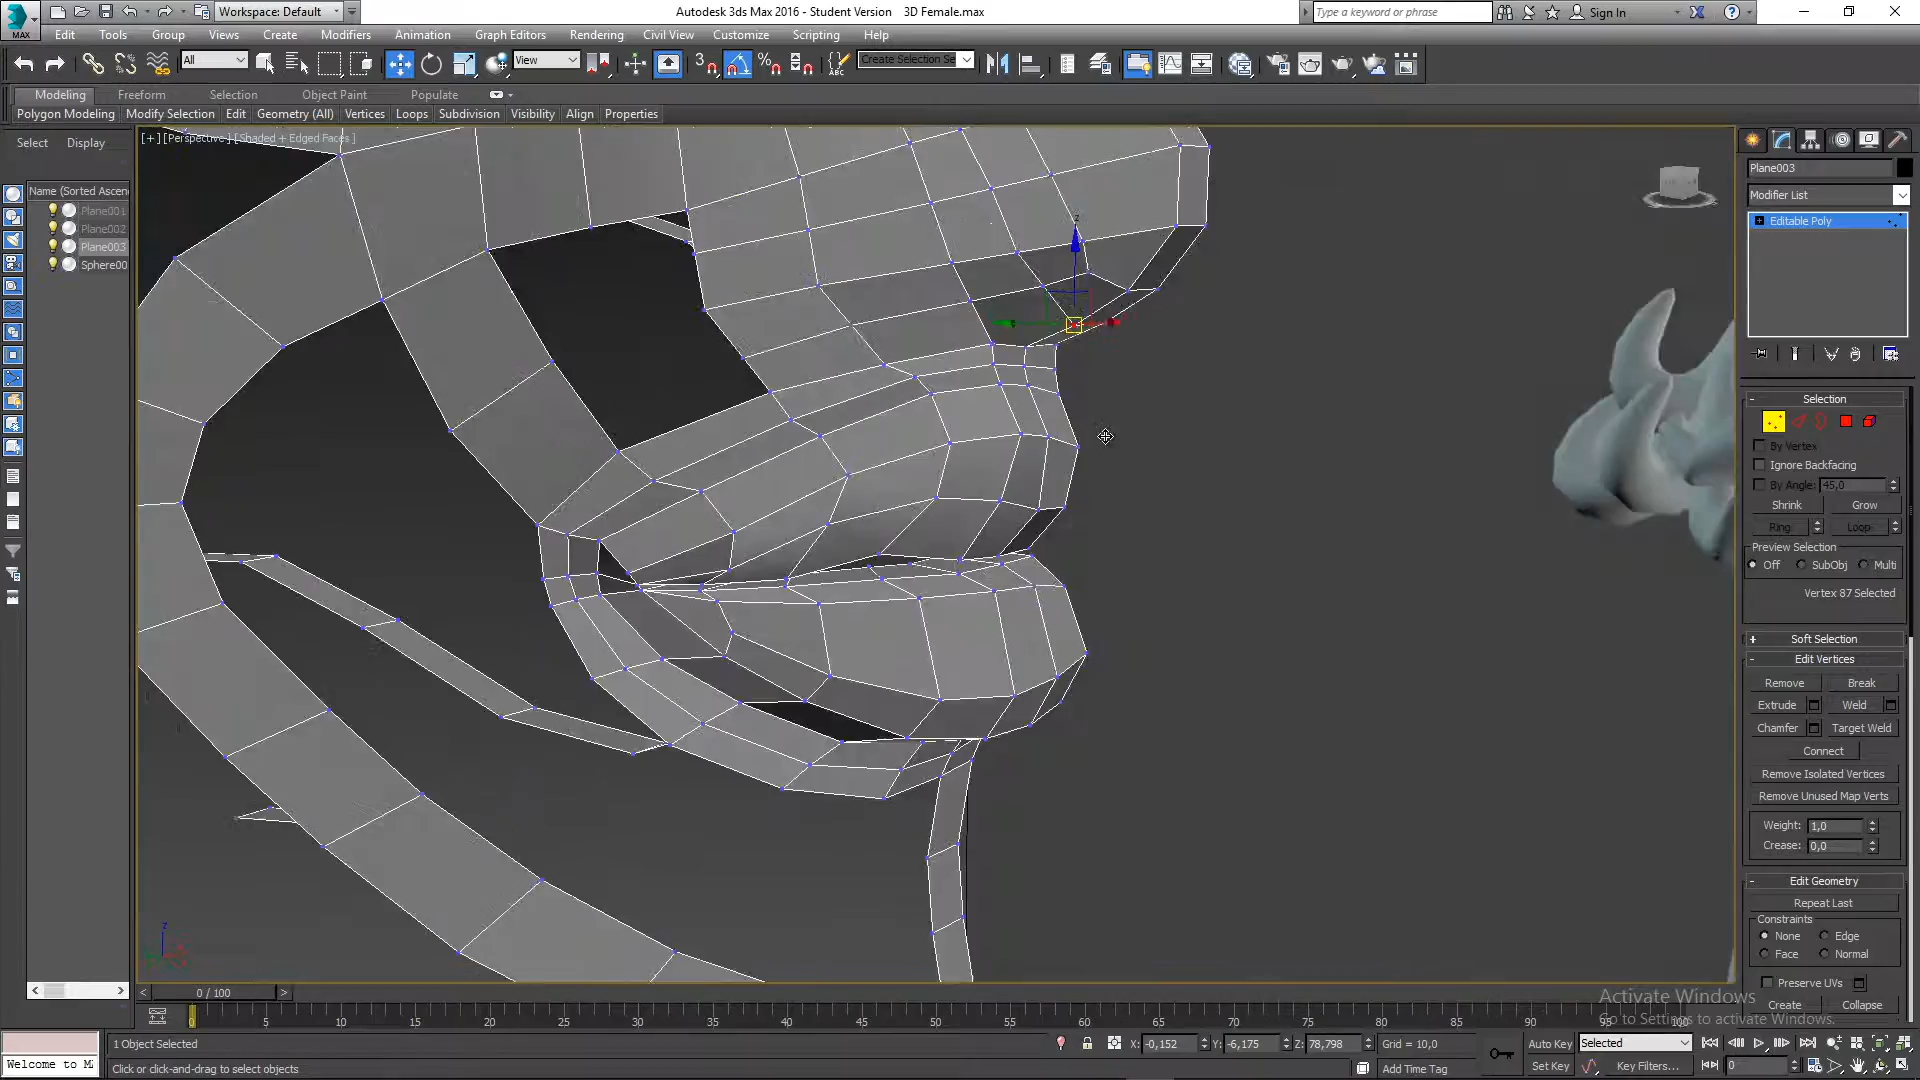 Workspace: Default
Autodesk 3ds Max 2016 - Student Version 3D Female.max
Type a keyword or phrase
Sign In
MAX
Edit Tools Group Views Create Modifiers Animation Graph Editors Rendering Civil View Customize Scripting Help
All
View
3
ABC
Create Selection Se
Modeling Freeform Selection Object Paint Populate
Polygon Modeling Modify Selection Edit Geometry (All) Vertices Loops Subdivision Visibility Align Properties
Select Display
[+] [Perspective] [Shaded + Edged Faces]
Name (Sorted Ascen
Plane001
Plane002
Plane003
Sphere00
z
Plane003
Modifier List
Editable Poly
Selection
By Vertex
Ignore Backfacing
By Angle: 45,0
Shrink Grow
Ring Loop
Preview Selection
Off SubObj Multi
Vertex 87 Selected
Soft Selection
Edit Vertices
Remove Break
Extrude Weld
Chamfer Target Weld
Connect
Remove Isolated Vertices
Remove Unused Map Verts
Weight: 1,0
Crease: 0,0
Edit Geometry
Repeat Last
Constraints
None Edge
Face Normal
Preserve UVs
Create Collapse
Activate Windows
Go to Settings to activate Windows.
z
0 / 100
0 5 10 15 20 25 30 35 40 45 50 55 60 65 70 75 80 85 90 95 100
1 Object Selected
X: -0,152 Y: -6,175 Z: 78,798 Grid = 10,0
Auto Key Selected
Welcome to M
Click or click-and-drag to select objects
Add Time Tag
Set Key Key Filters...
0